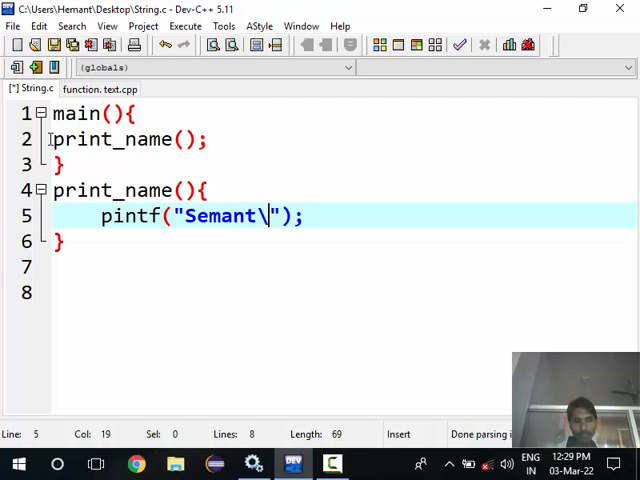 C:\Users\Hemant\Desktop\String.c - Dev-C++ 5.11
File Edit Search View Project Execute Tools AStyle Window Help
(globals)
[*] String.c function. text.cpp
1 main(){
2 print_name();
3 }
4 print_name(){
5 pintf("Semant\");
6 }
7
8
Line: 5 Col: 19 Sel: 0 Lines: 8 Length: 69 Insert Done parsing i
DEV
ENG
IN
12:29 PM
03-Mar-22